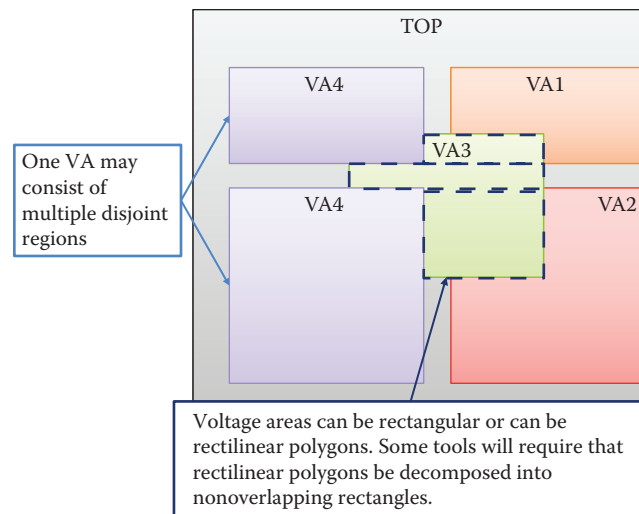 TOP
VA4
VA1
VA3
One VA may
consist of
multiple disjoint
regions
VA4
VA2
Voltage areas can be rectangular or can be
rectilinear polygons. Some tools will require that
rectilinear polygons be decomposed into
nonoverlapping rectangles.